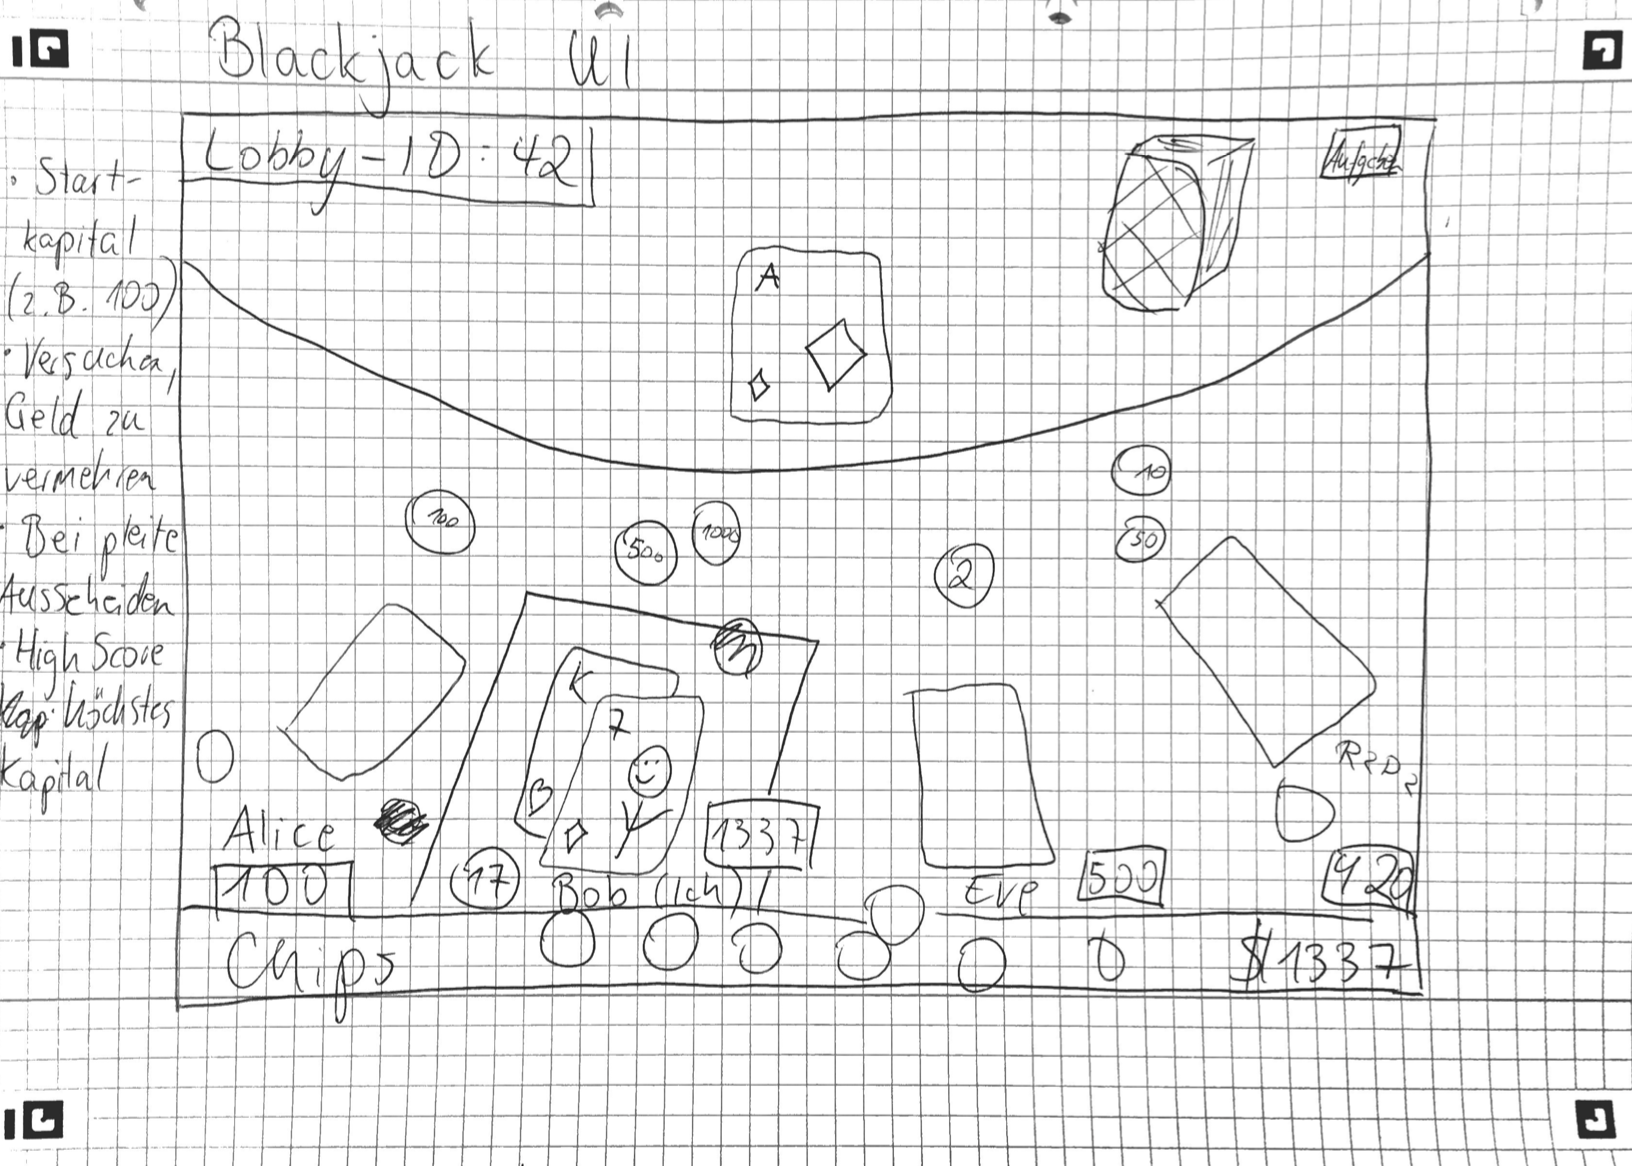 Blackjack UI
Lobby-ID: 42
Aufgeben
• Start-
kapital
(z.B. 100)
• Versuchen,
Geld zu
vermehren
• Bei pleite
Ausscheiden
• High Score
höchstes
Kapital
A
10
100
500
1000
50
2
K
7
B
R2D2
Alice
1337
100
17
Bob (Ich)
Eve
500
420
Chips
$1337